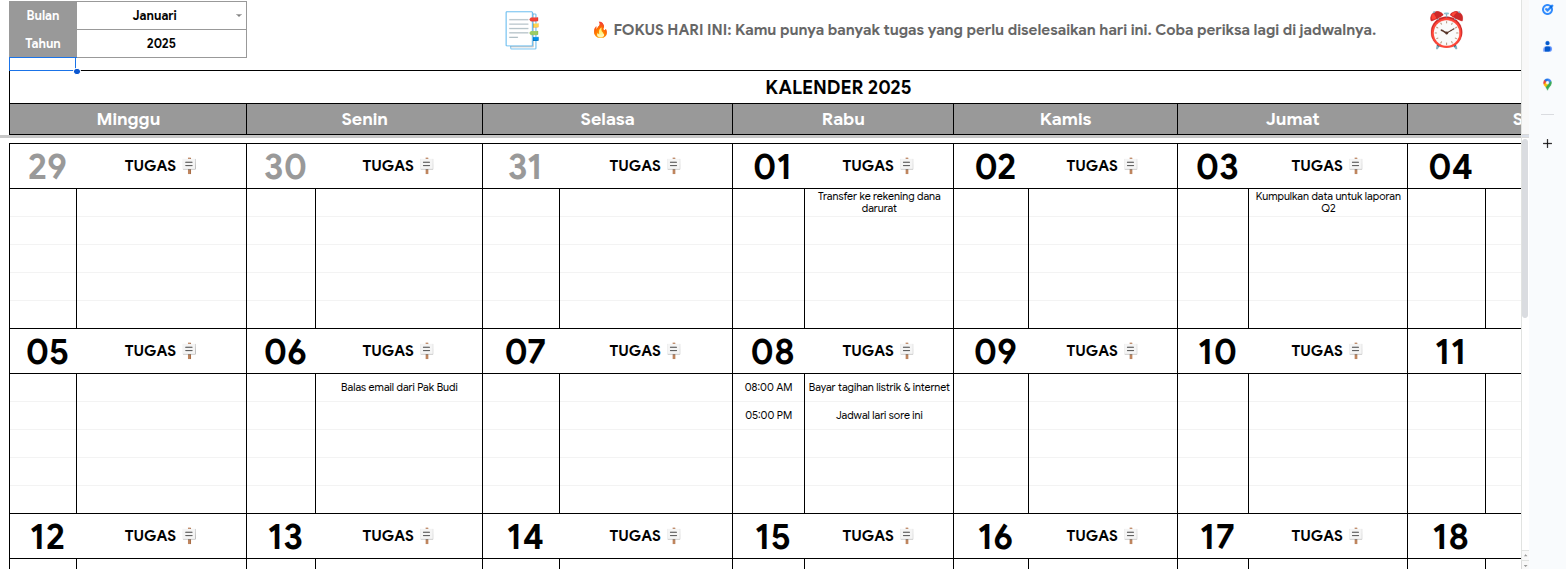 Bulan Januari
Tahun 2025
FOKUS HARI INI: Kamu punya banyak tugas yang perlu diselesaikan hari ini. Coba periksa lagi di jadwalnya.
KALENDER 2025
Minggu Senin Selasa Rabu Kamis Jumat S
29 TUGAS 30 TUGAS 31 TUGAS 01 TUGAS 02 TUGAS 03 TUGAS 04
Transfer ke rekening dana
darurat
Kumpulkan data untuk laporan
Q2
05 TUGAS 06 TUGAS 07 TUGAS 08 TUGAS 09 TUGAS 10 TUGAS 11
Balas email dari Pak Budi
08:00 AM Bayar tagihan listrik & internet
05:00 PM Jadwal lari sore ini
12 TUGAS 13 TUGAS 14 TUGAS 15 TUGAS 16 TUGAS 17 TUGAS 18